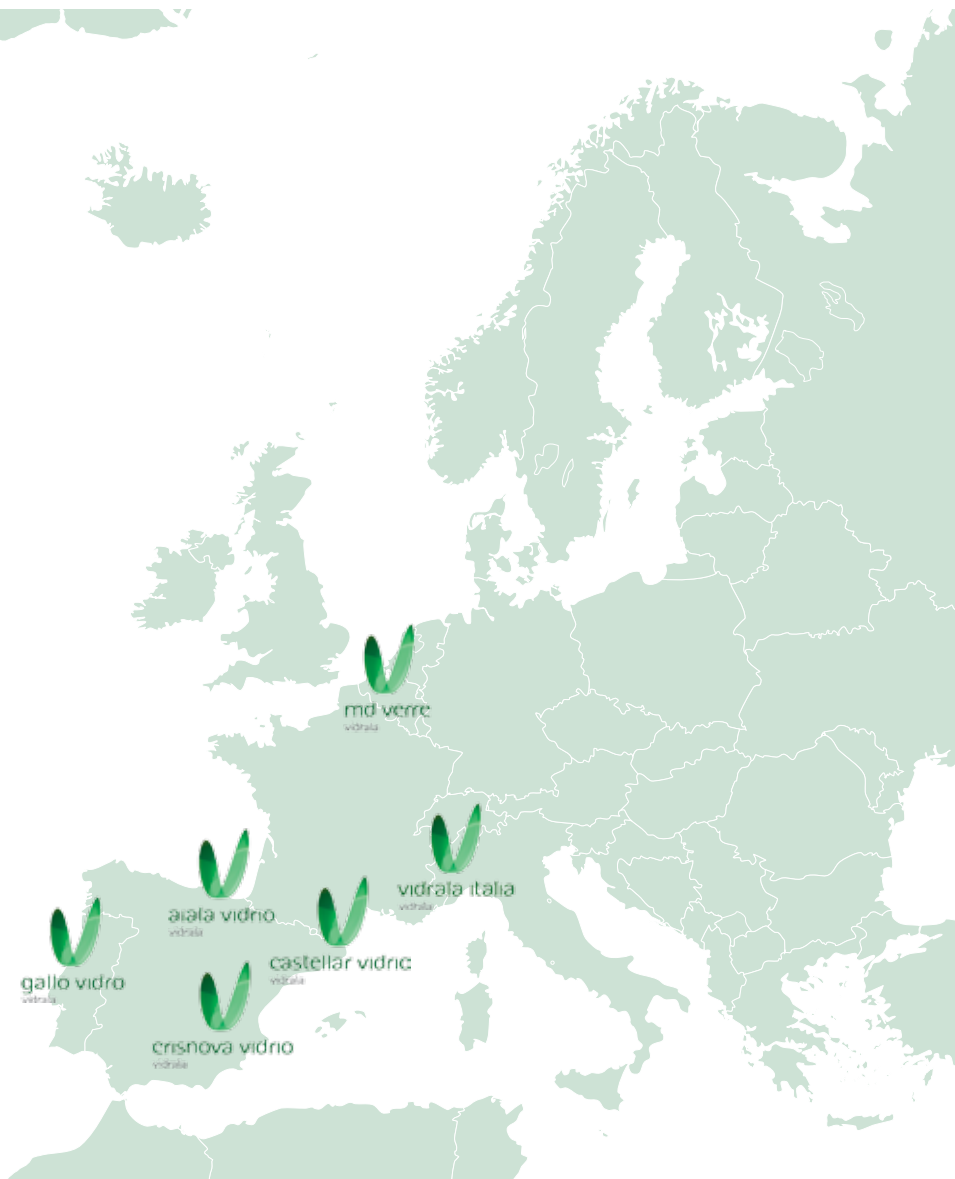 md verre
vidrala
vidrala italia
vidrala
aiala vidrio
vidrala
castellar vidrio
vidrala
gallo vidro
vidrala
crisnova vidrio
vidrala